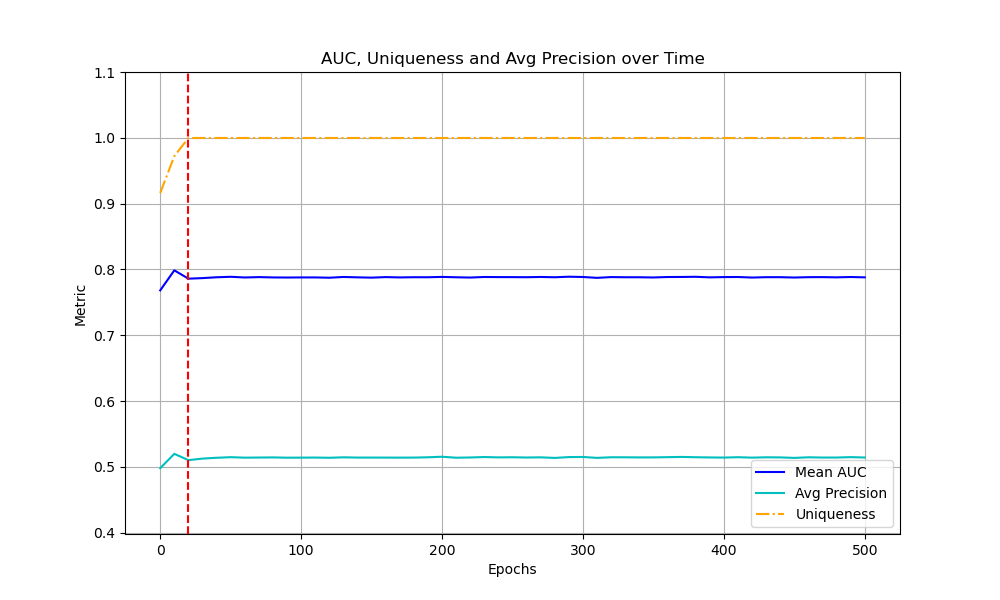 AUC, Uniqueness and Avg Precision over Time
1.1
1.0
0.9
0.8
0.7
0.6
0.5
0.4
Metric
0 100 200 300 400 500
Epochs
Mean AUC
Avg Precision
Uniqueness